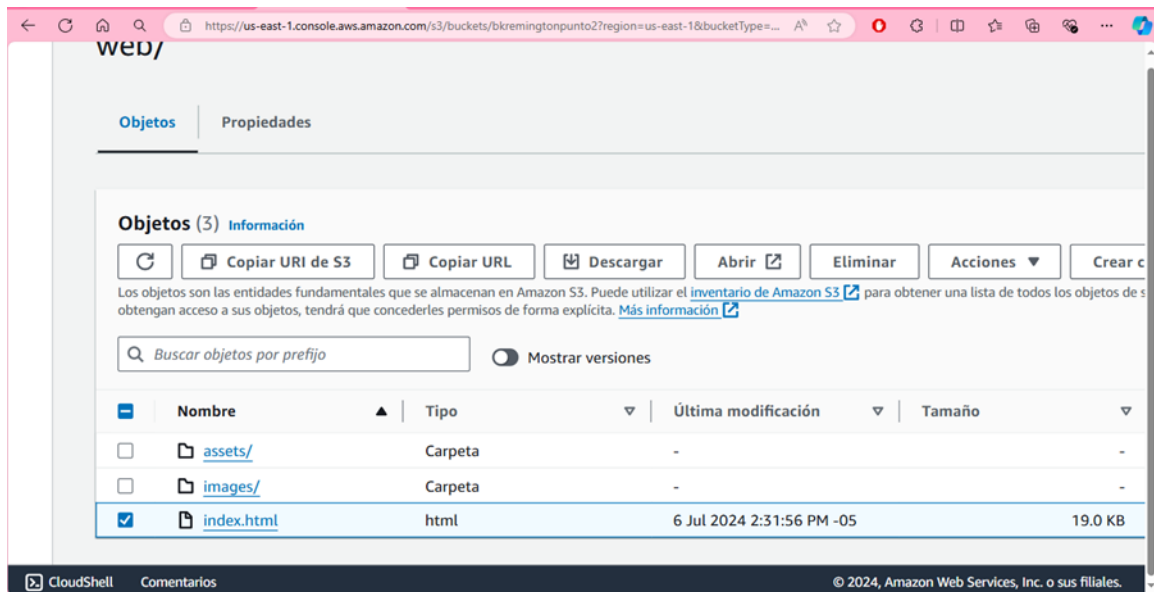 https://us-east-1.console.aws.amazon.com/s3/buckets/bkremingtonpunto2?region=us-east-1&bucketType=...
web/
Objetos Propiedades
Objetos (3) Información
Copiar URI de S3 Copiar URL Descargar Abrir Eliminar Acciones Crear c
Los objetos son las entidades fundamentales que se almacenan en Amazon S3. Puede utilizar el inventario de Amazon S3 para obtener una lista de todos los objetos de s
obtengan acceso a sus objetos, tendrá que concederles permisos de forma explícita. Más información
Buscar objetos por prefijo Mostrar versiones
Nombre Tipo Última modificación Tamaño
assets/ Carpeta - -
images/ Carpeta - -
index.html html 6 Jul 2024 2:31:56 PM -05 19.0 KB
CloudShell Comentarios © 2024, Amazon Web Services, Inc. o sus filiales.